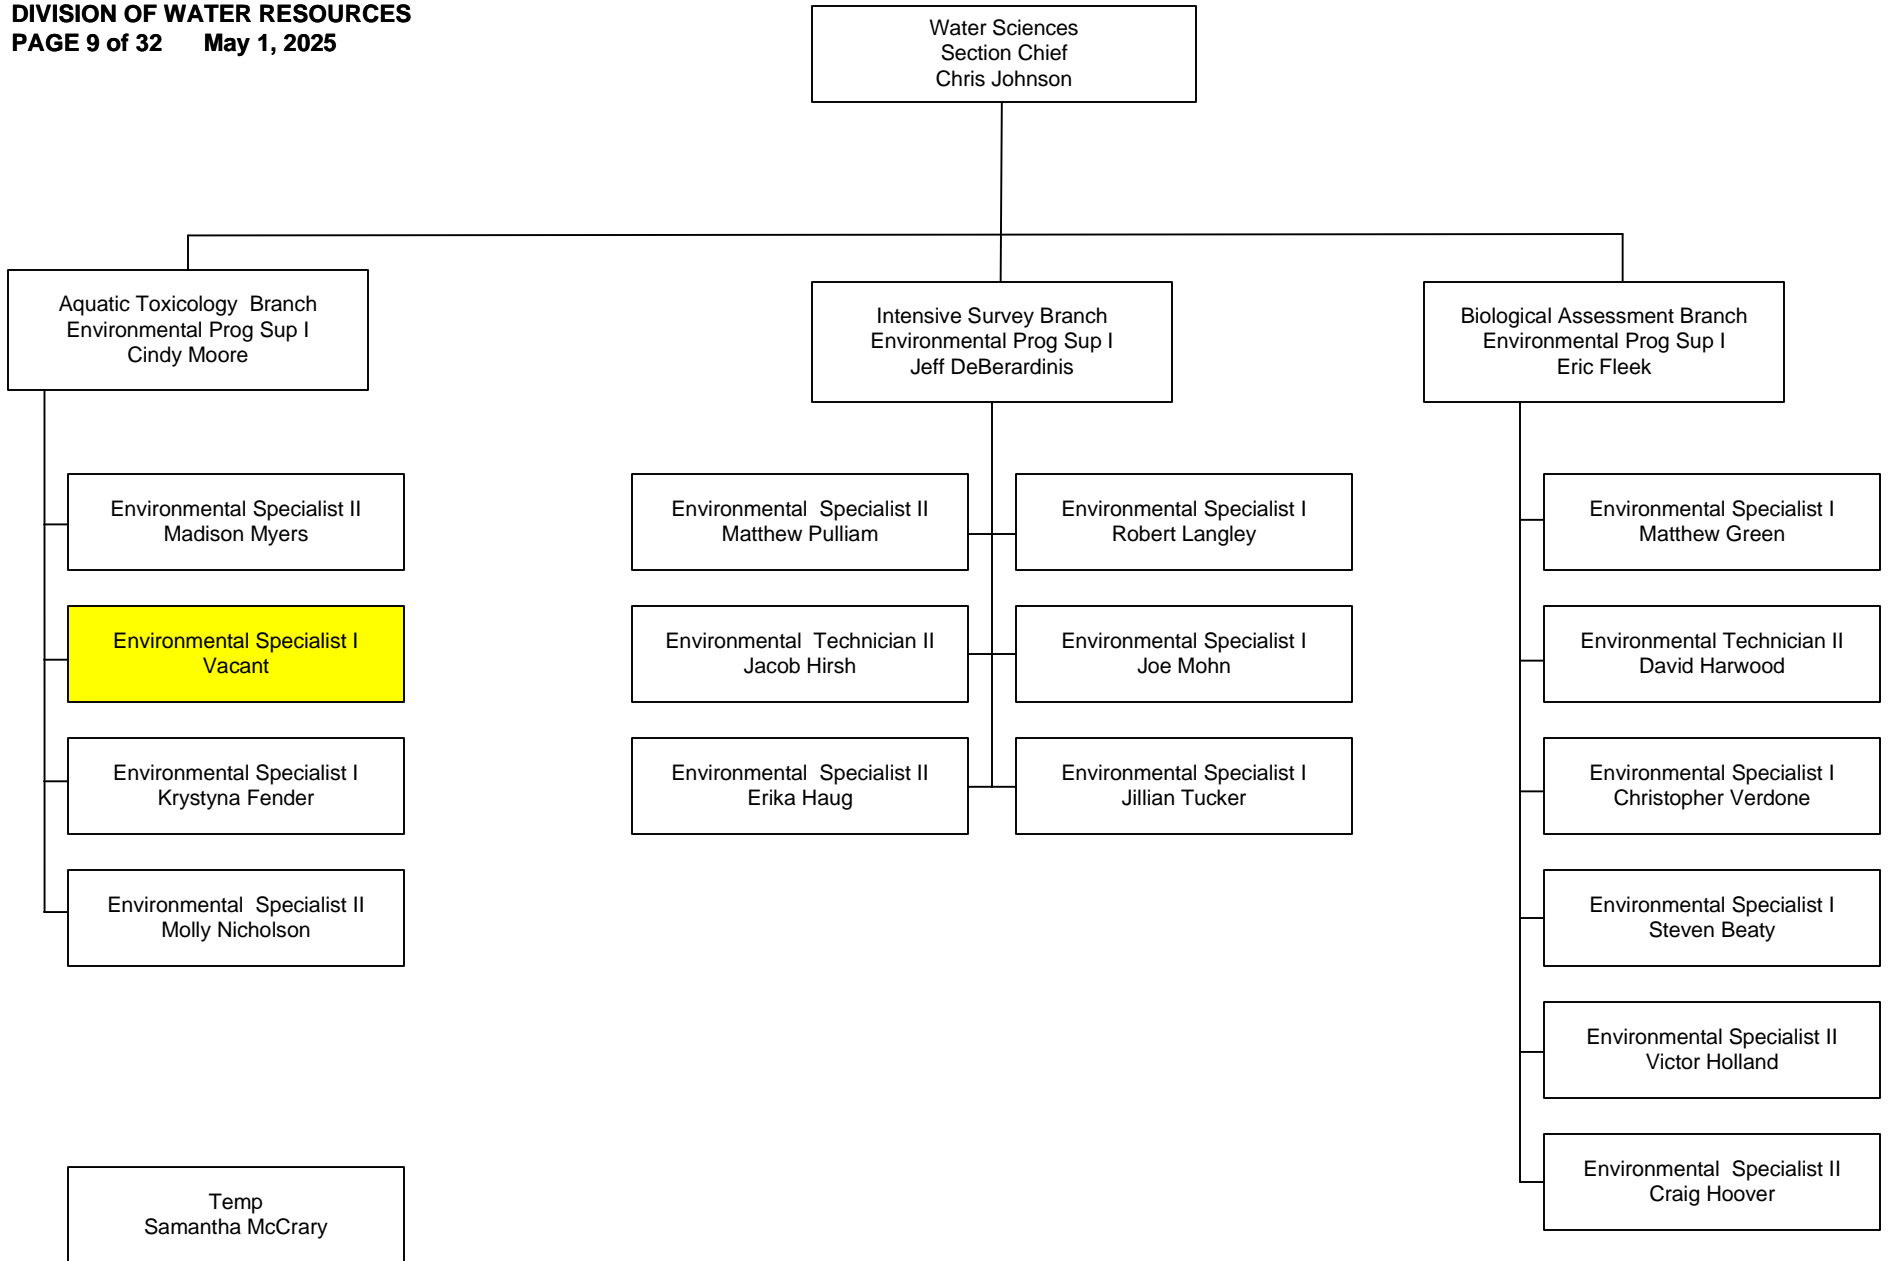 DIVISION OF WATER RESOURCES
PAGE 9 of 32 May 1, 2025
Water Sciences
Section Chief
Chris Johnson
Aquatic Toxicology Branch
Environmental Prog Sup I
Cindy Moore
Intensive Survey Branch
Environmental Prog Sup I
Jeff DeBerardinis
Biological Assessment Branch
Environmental Prog Sup I
Eric Fleek
Environmental Specialist II
Madison Myers
Environmental Specialist I
Vacant
Environmental Specialist I
Krystyna Fender
Environmental Specialist II
Molly Nicholson
Temp
Samantha McCrary
Environmental Specialist II
Matthew Pulliam
Environmental Specialist I
Robert Langley
Environmental Technician II
Jacob Hirsh
Environmental Specialist I
Joe Mohn
Environmental Specialist II
Erika Haug
Environmental Specialist I
Jillian Tucker
Environmental Specialist I
Matthew Green
Environmental Technician II
David Harwood
Environmental Specialist I
Christopher Verdone
Environmental Specialist I
Steven Beaty
Environmental Specialist II
Victor Holland
Environmental Specialist II
Craig Hoover